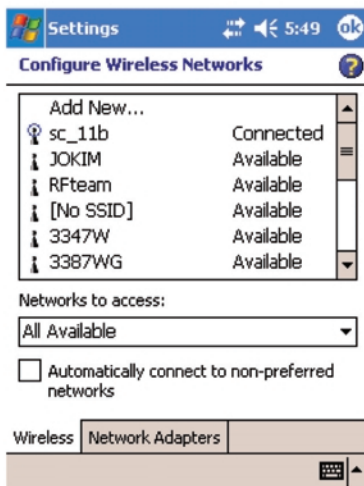 Settings 5:49 ok
Configure Wireless Networks ?
Add New...
sc_11b Connected
JOKIM Available
RFteam Available
[No SSID] Available
3347W Available
3387WG Available
Networks to access:
All Available
Automatically connect to non-preferred
networks
Wireless Network Adapters